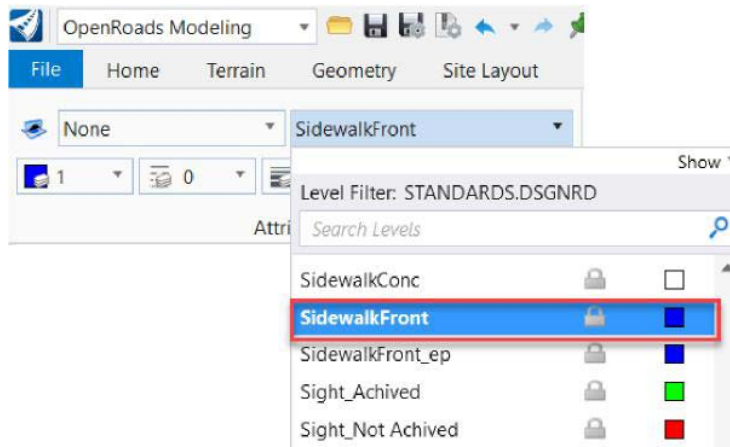 OpenRoads Modeling
File Home Terrain Geometry Site Layout
None SidewalkFront
1 0
Show
Attri
Level Filter: STANDARDS.DSGNRD
Search Levels
SidewalkConc
SidewalkFront
SidewalkFront_ep
Sight_Achived
Sight_Not Achived